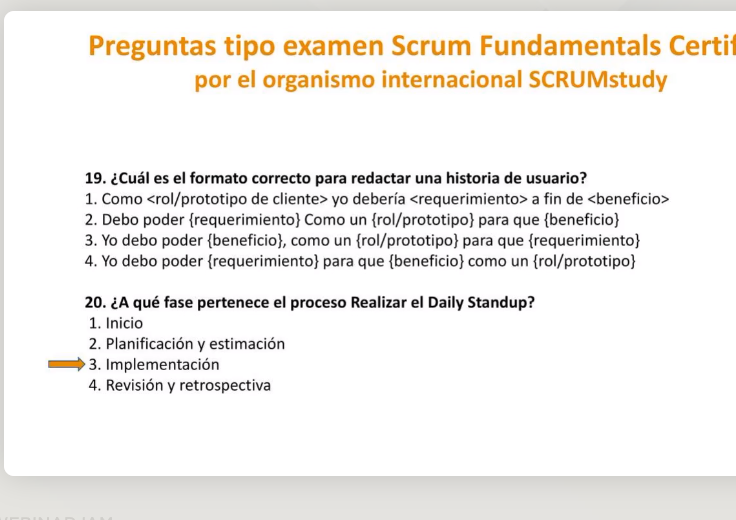 Preguntas tipo examen Scrum Fundamentals
por el organismo internacional SCRUMstudy
19. ¿Cuál es el formato correcto para redactar una historia de usuario?
1. Como <rol/prototipo de cliente> yo debería <requerimiento> a fin de <beneficio>
2. Debo poder {requerimiento} Como un {rol/prototipo} para que {beneficio}
3. Yo debo poder {beneficio}, como un {rol/prototipo} para que {requerimiento}
4. Yo debo poder {requerimiento} para que {beneficio} como un {rol/prototipo}
20. ¿A qué fase pertenece el proceso Realizar el Daily Standup?
1. Inicio
2. Planificación y estimación
3. Implementación
4. Revisión y retrospectiva